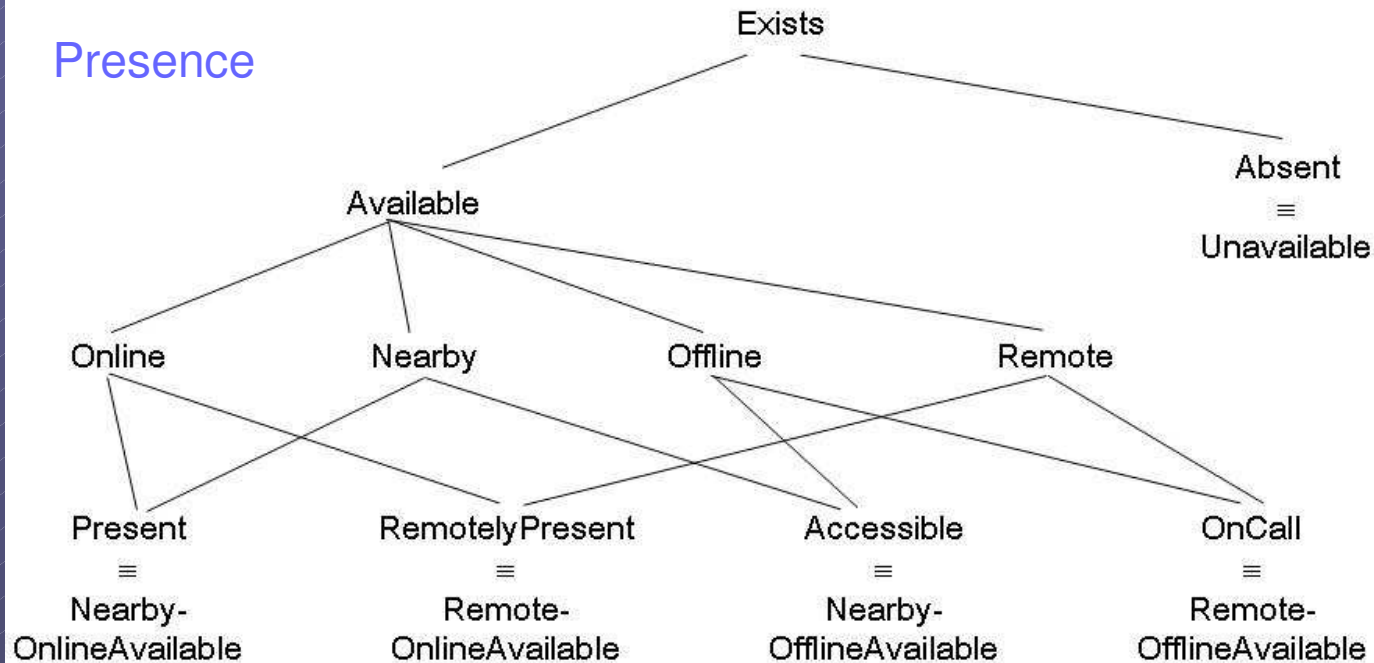 Exists
Presence
Absent
≡
Unavailable
Available
Online
Nearby
Offline
Remote
Present
≡
Nearby-
OnlineAvailable
RemotelyPresent
≡
Remote-
OnlineAvailable
Accessible
≡
Nearby-
OfflineAvailable
OnCall
≡
Remote-
OfflineAvailable